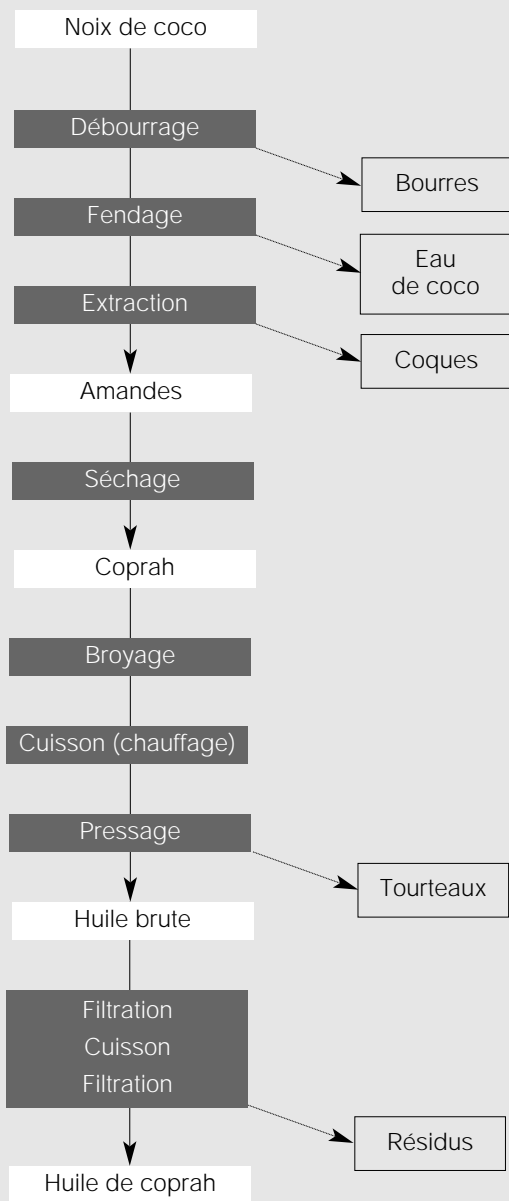 Noix de coco
Débourrage
Bourres
Fendage
Eau
de coco
Extraction
Coques
Amandes
Séchage
Coprah
Broyage
Cuisson (chauffage)
Pressage
Tourteaux
Huile brute
Filtration
Cuisson
Filtration
Résidus
Huile de coprah